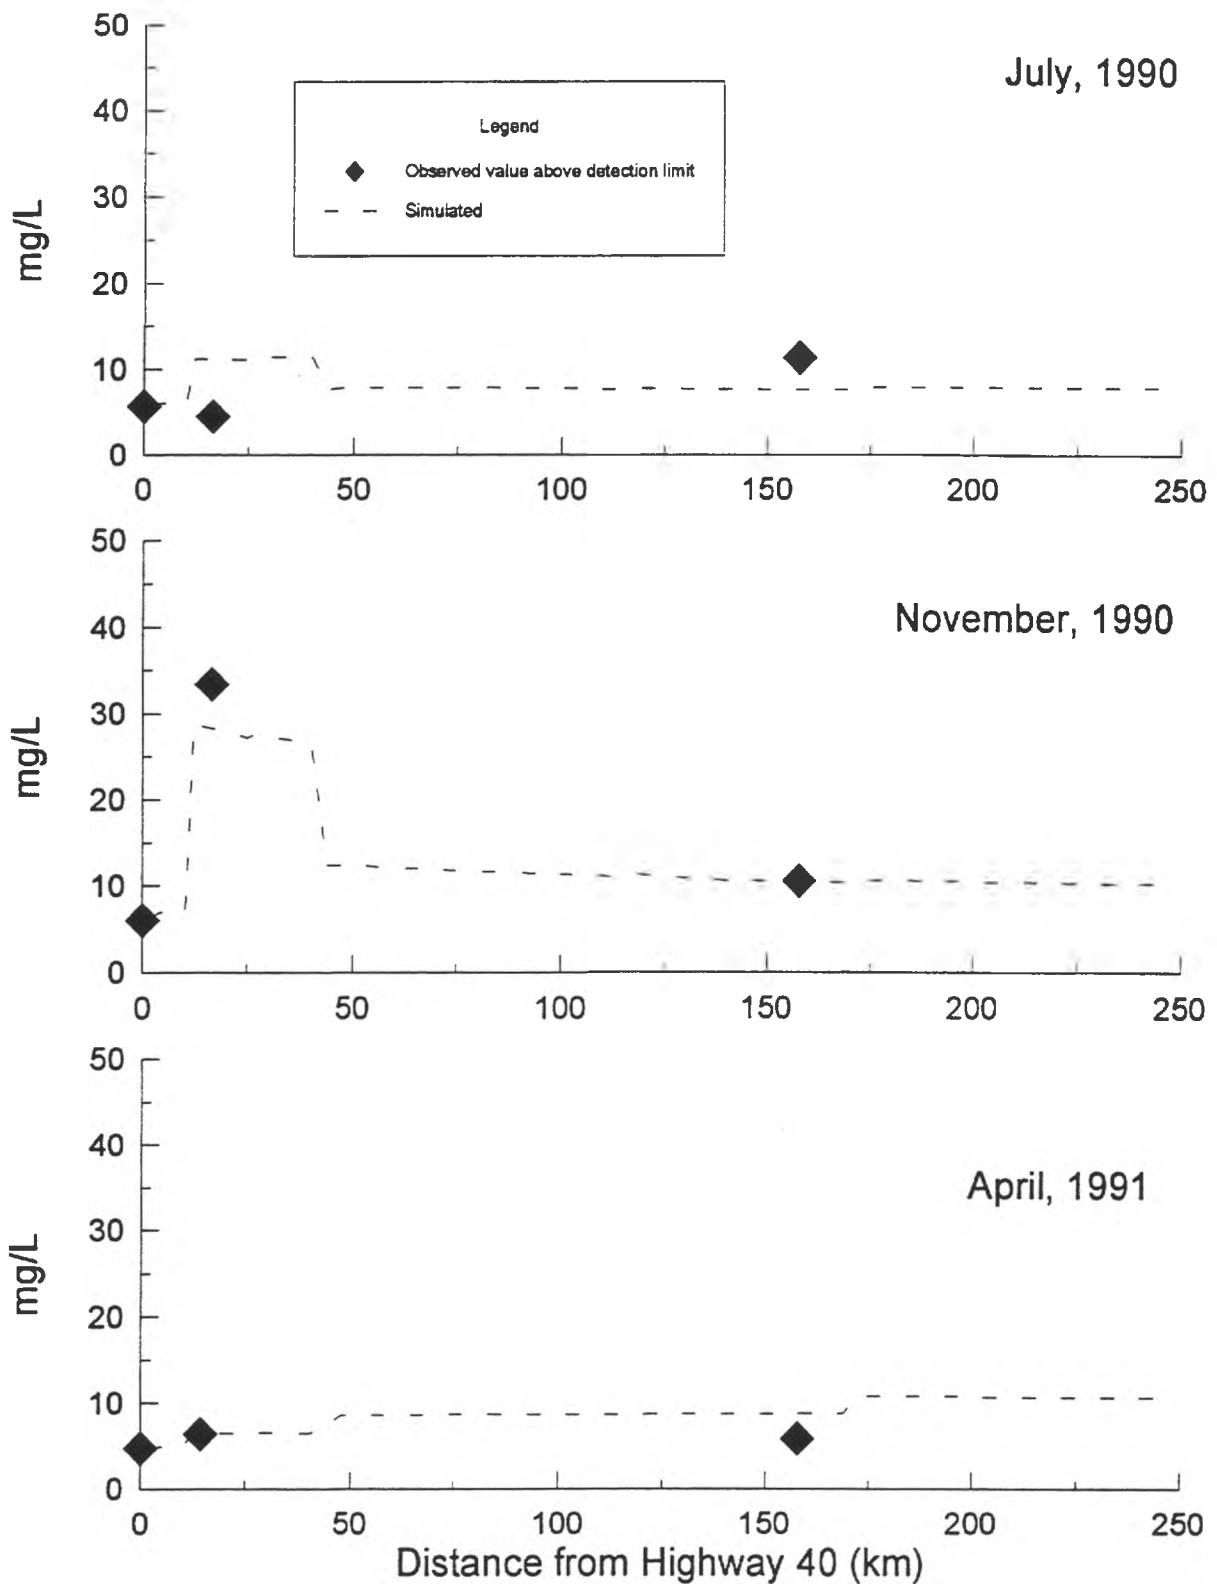 50
July, 1990
40
Legend
Observed value above detection limit
Simulated
30
mg/L
20
10
0
0 50 100 150 200 250
50
November, 1990
40
30
mg/L
20
10
0
0 50 100 150 200 250
50
40
April, 1991
30
mg/L
20
10
0
0 50 100 150 200 250
Distance from Highway 40 (km)